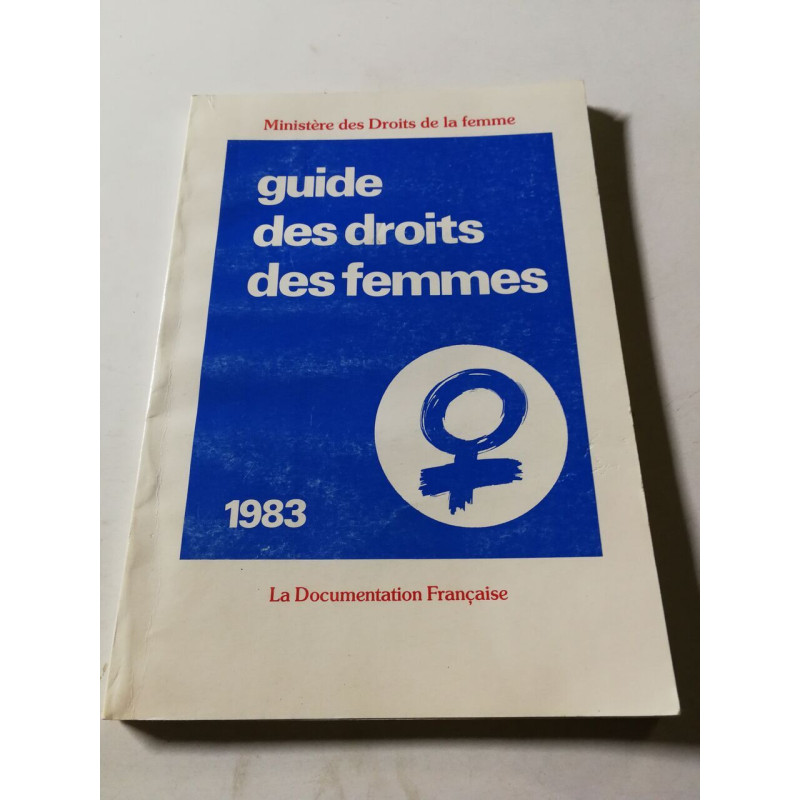 Ministère des Droits de la femme
guide
des droits
des femmes
1983
La Documentation Française